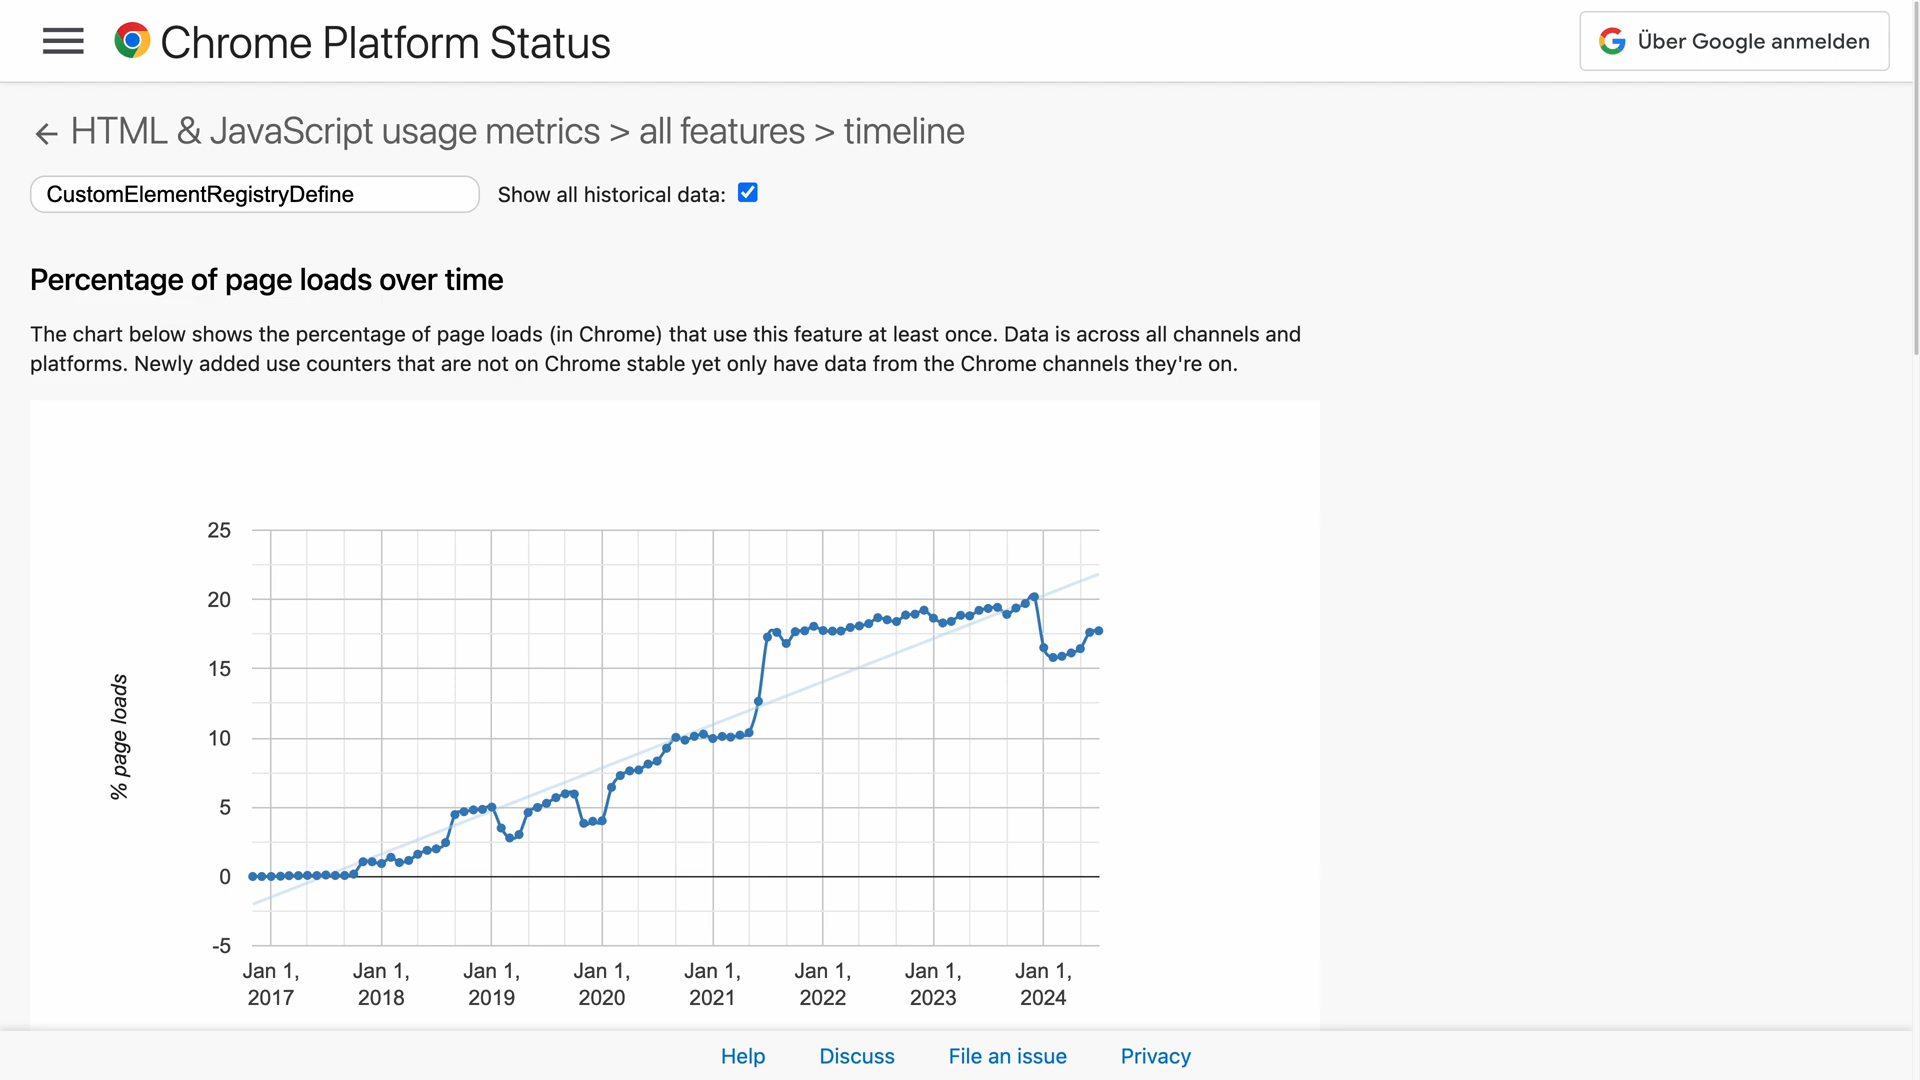 Chrome Platform Status
Über Google anmelden
← HTML & JavaScript usage metrics > all features > timeline
CustomElementRegistryDefine
Show all historical data:
Percentage of page loads over time
The chart below shows the percentage of page loads (in Chrome) that use this feature at least once. Data is across all channels and
platforms. Newly added use counters that are not on Chrome stable yet only have data from the Chrome channels they're on.
25
20
15
10
5
0
-5
% page loads
Jan 1, 2017
Jan 1, 2018
Jan 1, 2019
Jan 1, 2020
Jan 1, 2021
Jan 1, 2022
Jan 1, 2023
Jan 1, 2024
Help
Discuss
File an issue
Privacy